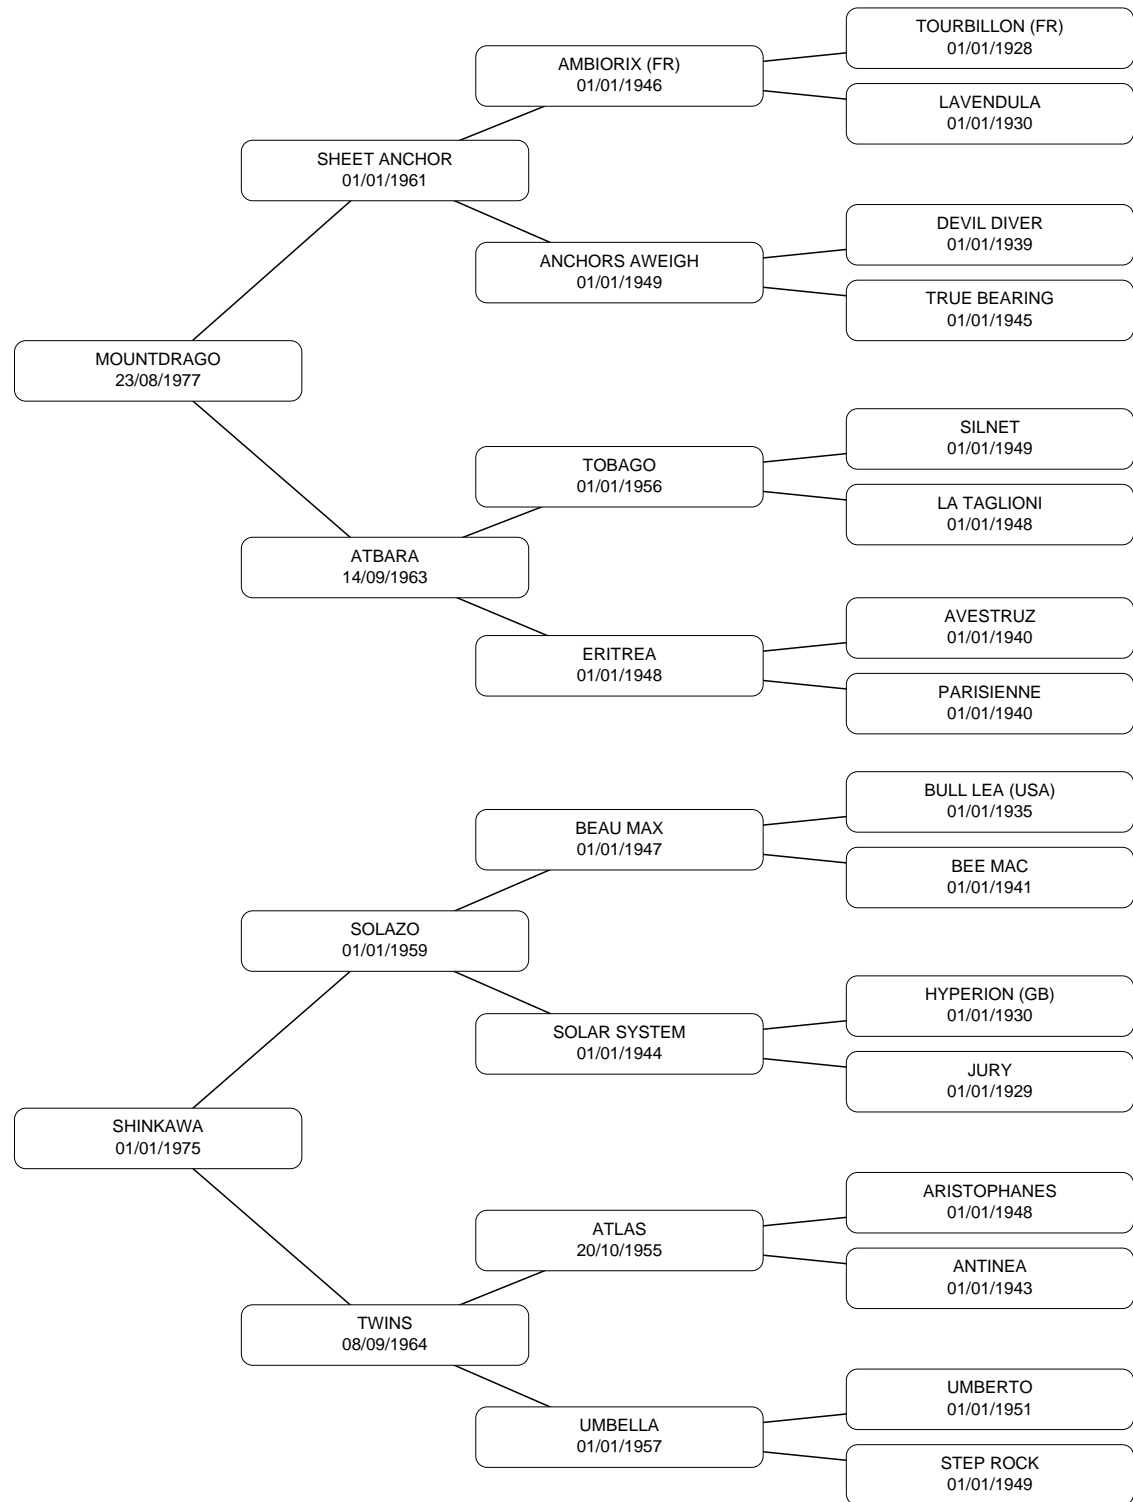 TOURBILLON (FR)
01/01/1928
AMBIORIX (FR)
01/01/1946
LAVENDULA
01/01/1930
SHEET ANCHOR
01/01/1961
DEVIL DIVER
01/01/1939
ANCHORS AWEIGH
01/01/1949
TRUE BEARING
01/01/1945
MOUNTDRAGO
23/08/1977
SILNET
01/01/1949
TOBAGO
01/01/1956
LA TAGLIONI
01/01/1948
ATBARA
14/09/1963
AVESTRUZ
01/01/1940
ERITREA
01/01/1948
PARISIENNE
01/01/1940
BULL LEA (USA)
01/01/1935
BEAU MAX
01/01/1947
BEE MAC
01/01/1941
SOLAZO
01/01/1959
HYPERION (GB)
01/01/1930
SOLAR SYSTEM
01/01/1944
JURY
01/01/1929
SHINKAWA
01/01/1975
ARISTOPHANES
01/01/1948
ATLAS
20/10/1955
ANTINEA
01/01/1943
TWINS
08/09/1964
UMBERTO
01/01/1951
UMBELLA
01/01/1957
STEP ROCK
01/01/1949